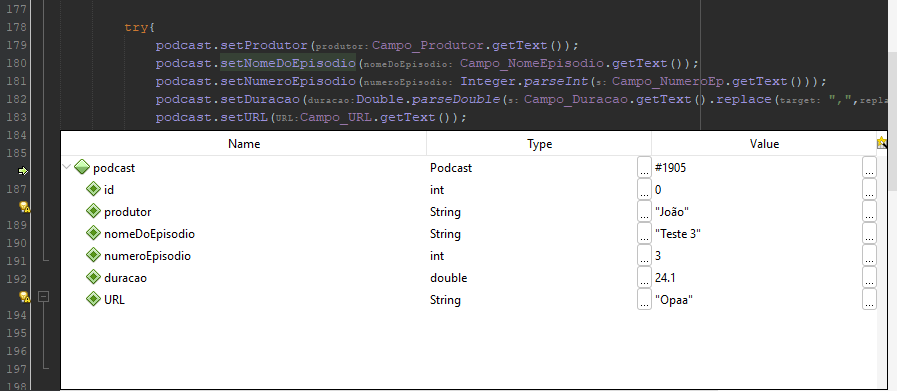 177
178 try{
179 podcast.setProdutor(produtor: Campo_Produtor.getText());
180 podcast.setNomeDoEpisodio(nomeDoEpisodio: Campo_NomeEpisodio.getText());
181 podcast.setNumeroEpisodio(numeroEpisodio: Integer.parseInt(s: Campo_NumeroEp.getText()));
182 podcast.setDuracao(duracao: Double.parseDouble(s: Campo_Duracao.getText().replace(target: ",", repla
183 podcast.setURL(URL: Campo_URL.getText());
184 Name Type Value
185
podcast Podcast ... #1905 ...
187 id int ... 0 ...
produtor String ... "João" ...
189 nomeDoEpisodio String ... "Teste 3" ...
190 numeroEpisodio int ... 3 ...
191
192 duracao double ... 24.1 ...
URL String ... "Opaa" ...
194
195
196
197
198